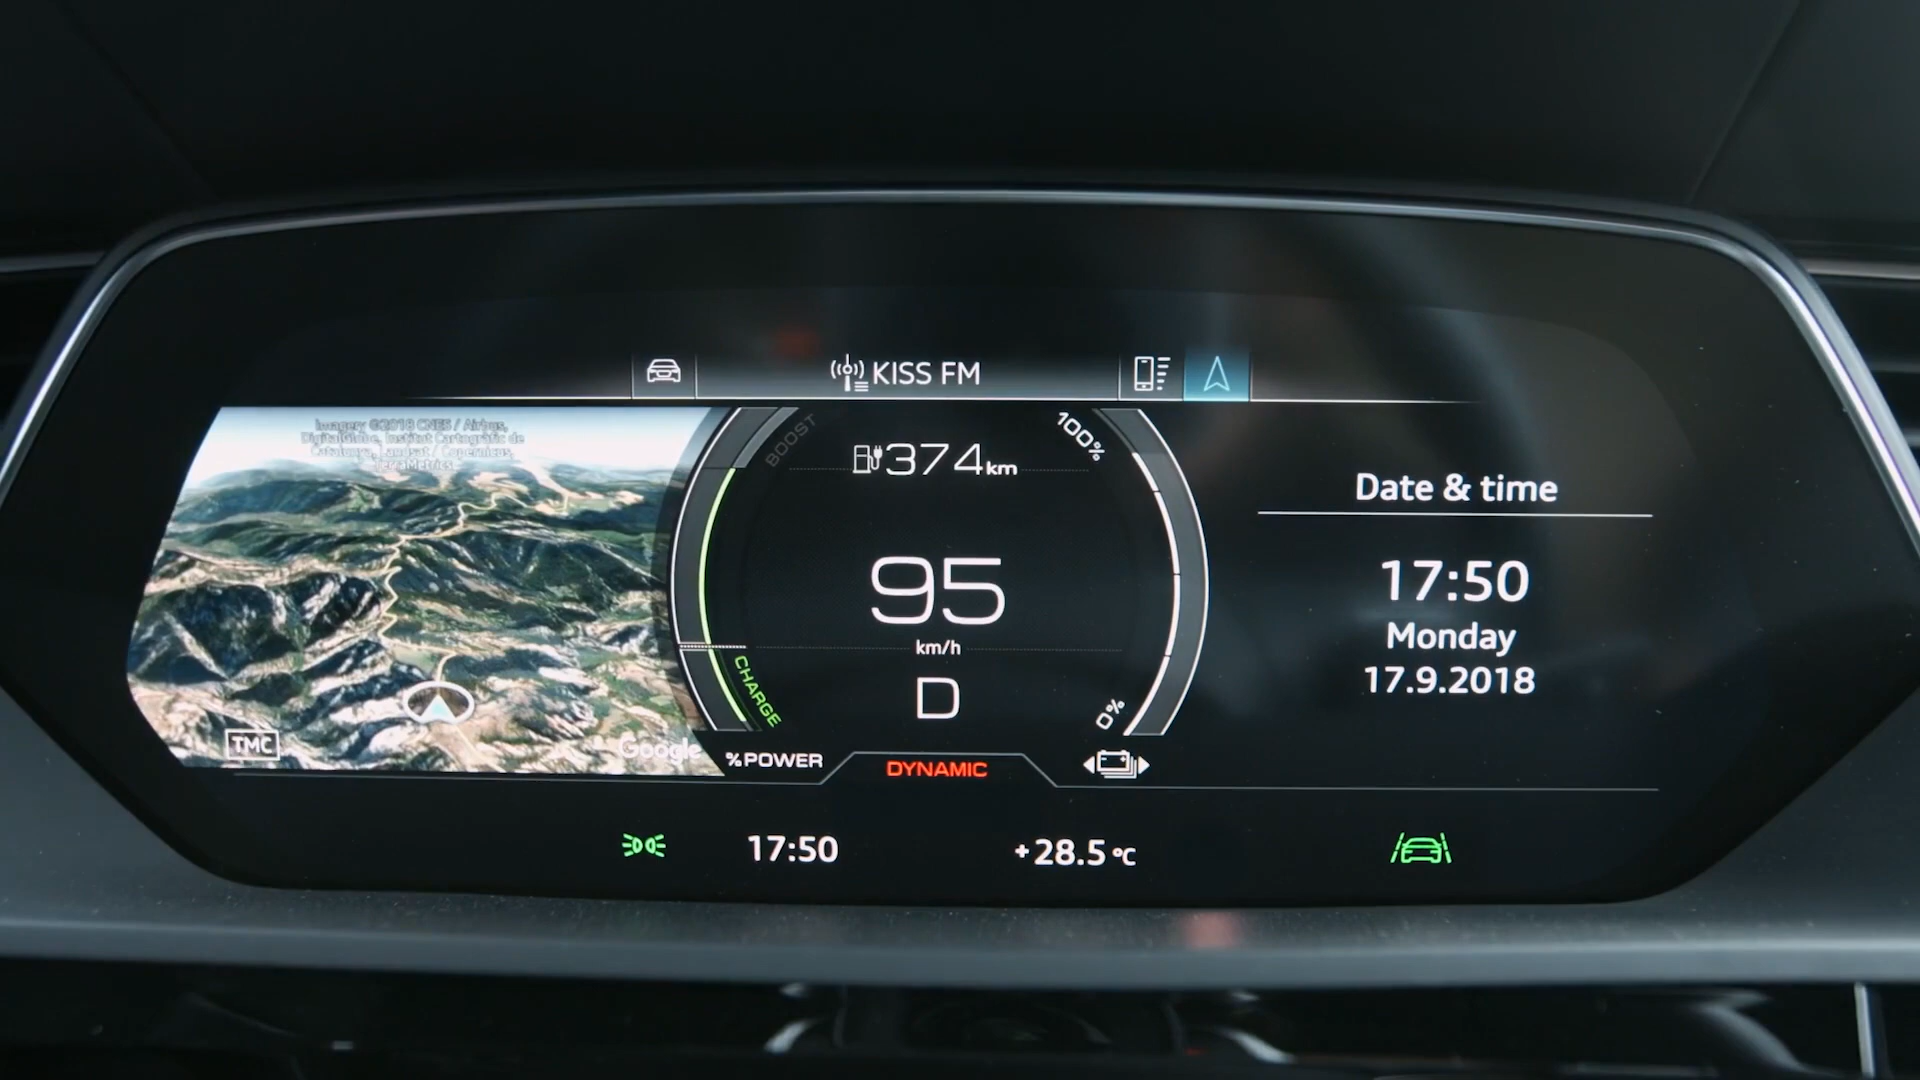 KISS FM
Imagery ©2018 CNES / Airbus,
DigitalGlobe, Institut Cartogràfic de
Catalunya, Landsat / Copernicus,
TerraMetrics
BOOST
374 km
100%
Date & time
95
17:50
km/h
Monday
CHARGE
D
17.9.2018
0%
TMC
Google
% POWER
DYNAMIC
17:50
+28.5 °C